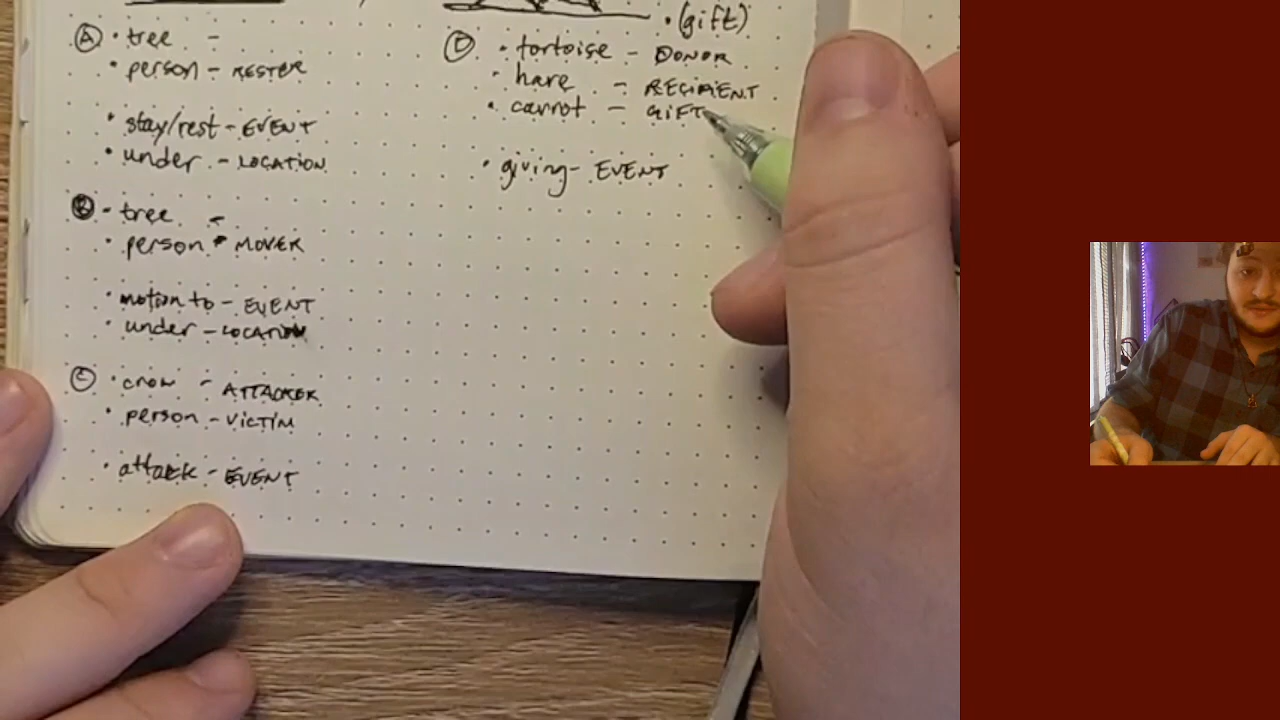 Ⓐ • tree -
• person - RESTER
• stay/rest - EVENT
• under - LOCATION
Ⓑ - tree -
• person - MOVER
• motion to - EVENT
• under - LOCATION
Ⓒ • crow - ATTACKER
• person - VICTIM
• attack - EVENT
• (gift)
Ⓓ • tortoise - DONOR
• hare - RECIPIENT
• carrot - GIFT
• giving - EVENT